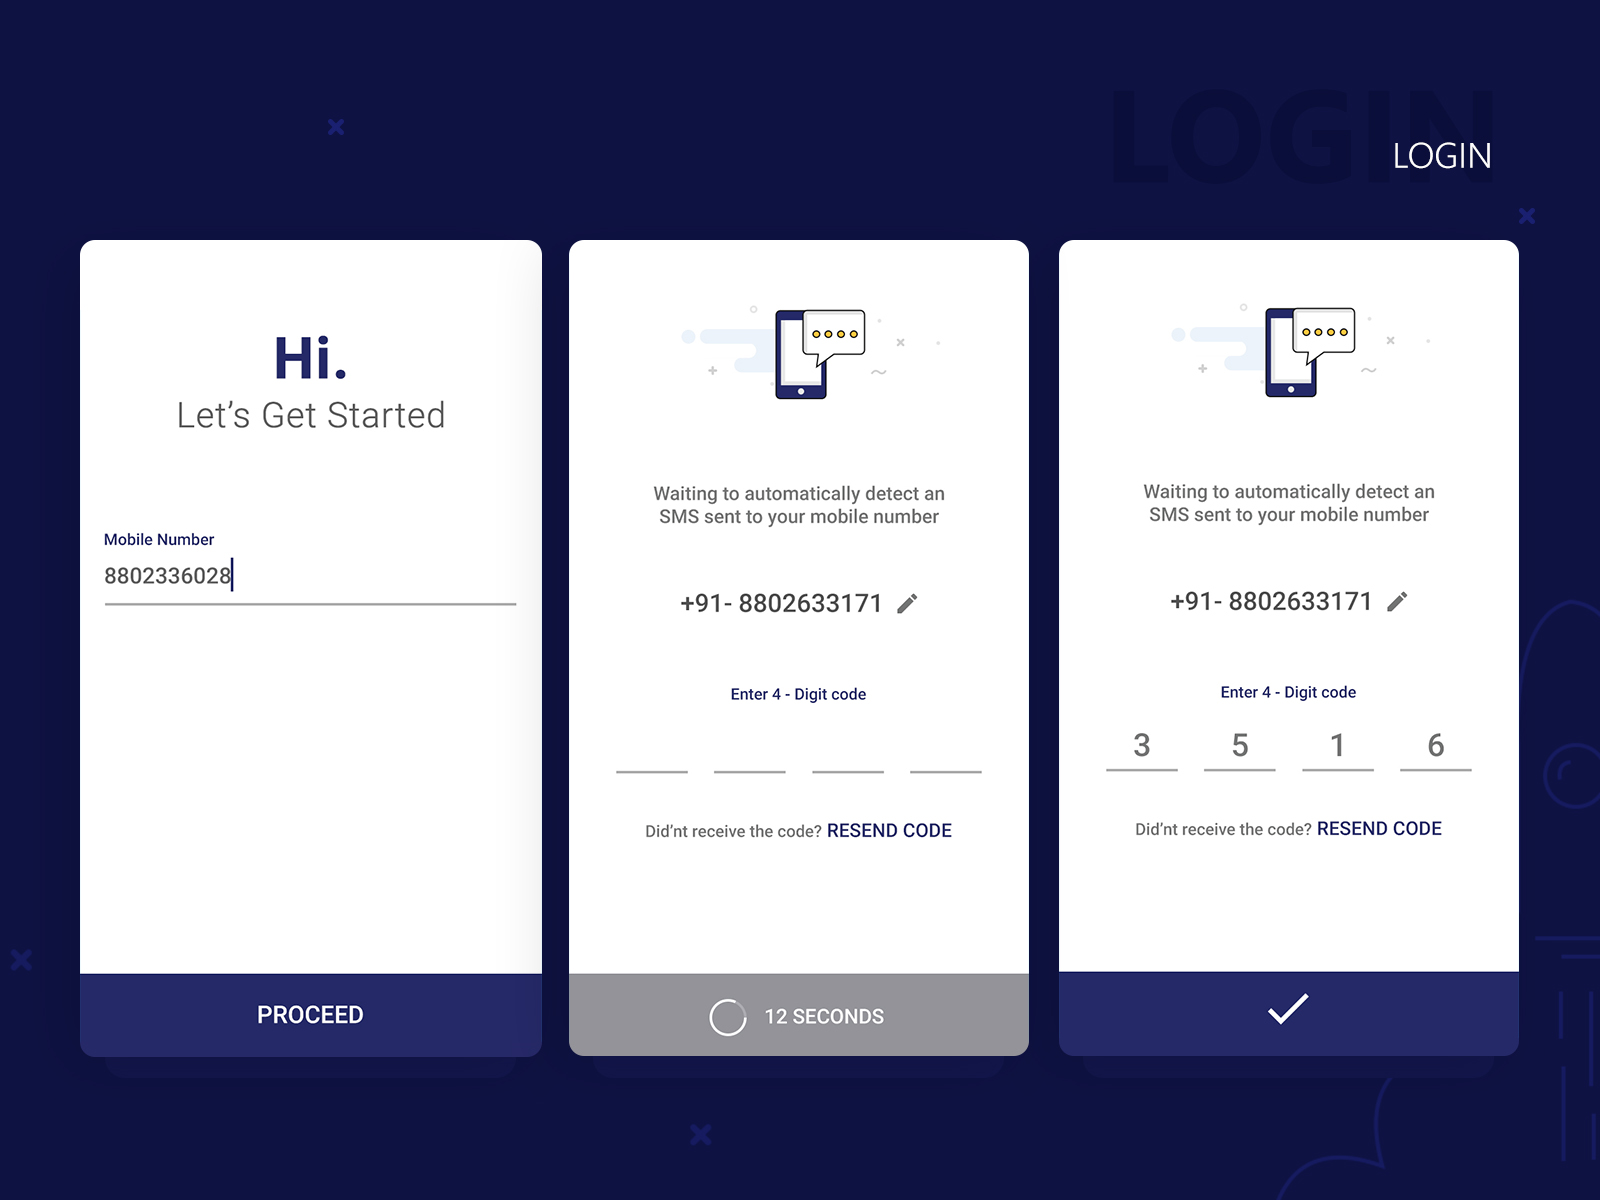 LOGIN
LOGIN
Hi.
Let's Get Started
Mobile Number
8802336028
PROCEED
Waiting to automatically detect an
SMS sent to your mobile number
+91- 8802633171
Enter 4 - Digit code
Did'nt receive the code? RESEND CODE
12 SECONDS
Waiting to automatically detect an
SMS sent to your mobile number
+91- 8802633171
Enter 4 - Digit code
3 5 1 6
Did'nt receive the code? RESEND CODE